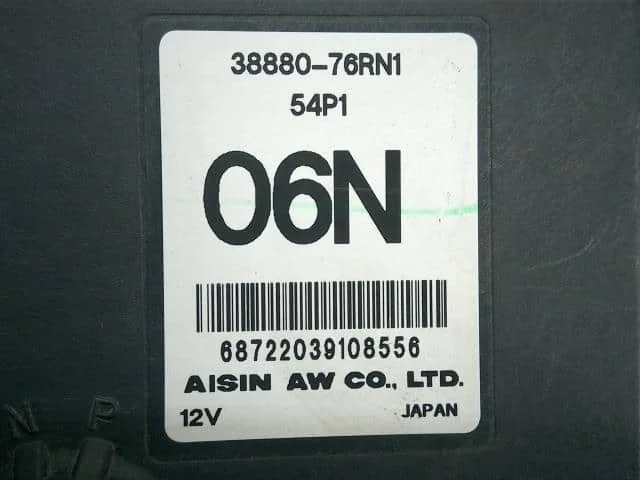 38880-76RN1
54P1
06N
68722039108556
AISIN AW CO., LTD.
12V JAPAN
N P